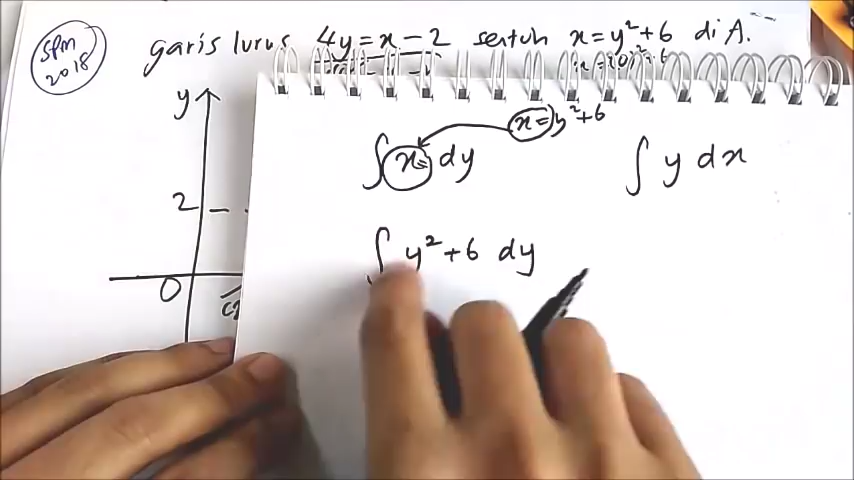 SPM 2018
garis lurus 4y = x - 2 sentuh x = y² + 6 di A.
y
2
0
x = y² + 6
∫ x = dy
∫ y dx
∫ y² + 6 dy